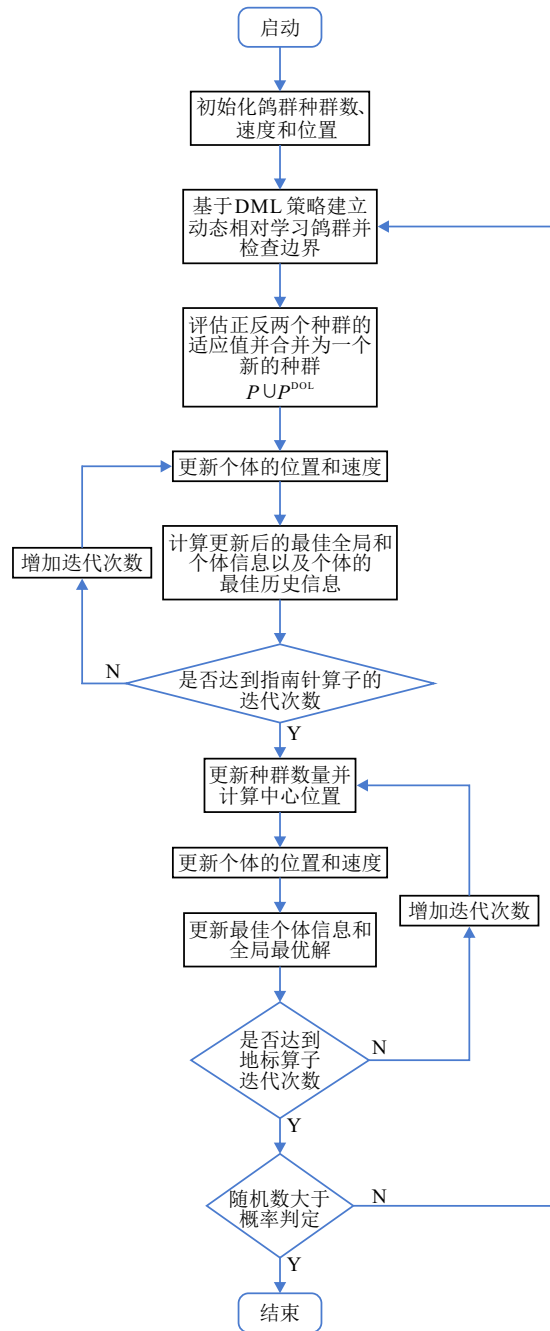 启动
初始化鸽群种群数、
速度和位置
基于DML 策略建立
动态相对学习鸽群并
检查边界
评估正反两个种群的
适应值并合并为一个
新的种群
P∪P^DOL
更新个体的位置和速度
增加迭代次数
计算更新后的最佳全局和
个体信息以及个体的
最佳历史信息
N
是否达到指南针算子的
迭代次数
Y
更新种群数量并
计算中心位置
更新个体的位置和速度
增加迭代次数
更新最佳个体信息和
全局最优解
是否达到
地标算子
迭代次数
N
Y
随机数大于
概率判定
N
Y
结束